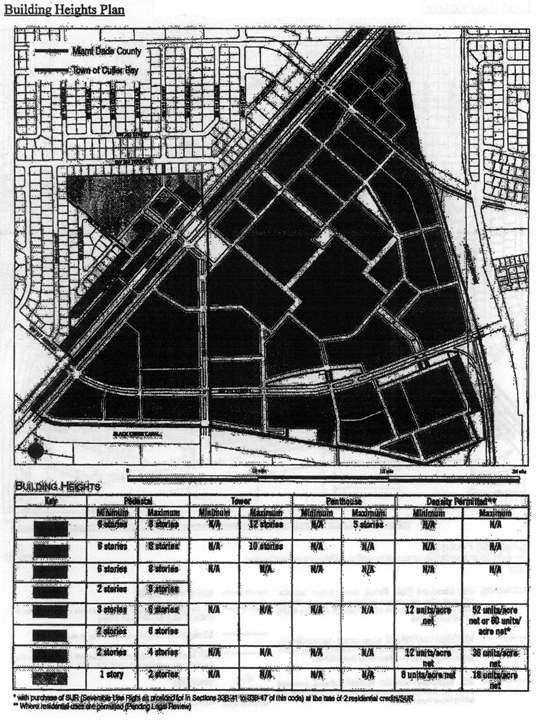 Building Heights Plan
Miami Dade County
Town of Cutler Bay
BLACK CREEK CANAL
BUILDING HEIGHTS
Key Pedestal Tower Penthouse Density Permitted**
Minimum Maximum Minimum Maximum Minimum Maximum Minimum Maximum
6 stories 8 stories N/A 12 stories N/A 5 stories N/A N/A
6 stories 8 stories N/A 10 stories N/A N/A N/A N/A
6 stories 8 stories N/A N/A N/A N/A N/A N/A
2 stories 8 stories
3 stories 6 stories N/A N/A N/A N/A 12 units/acre net 52 units/acre net or 60 units/acre net*
2 stories 6 stories
2 stories 4 stories N/A N/A N/A N/A 12 units/acre net 36 units/acre net
1 story 2 stories N/A N/A N/A N/A 6 units/acre net 18 units/acre net
* with purchase of SUR (Severable Use Right as provided for in Sections 33B-41 to 33B-47 of this code) at the rate of 2 residential credits/SUR
** Where residential uses are permitted (Pending Legal Review)